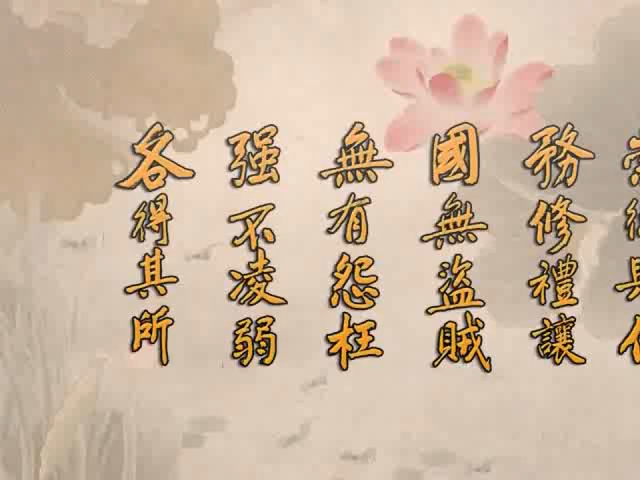 務修禮讓
國無盜賊
無有怨枉
强不凌弱
各得其所